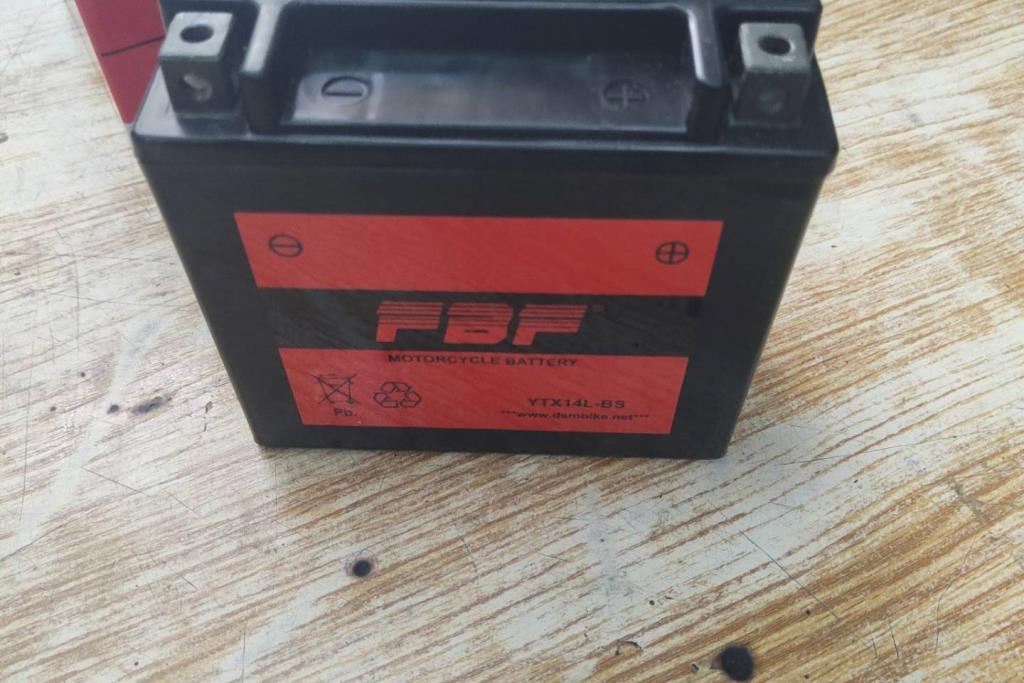 FBF
MOTORCYCLE BATTERY
Pb.
YTX14L-BS
***www.dsmbike.net***